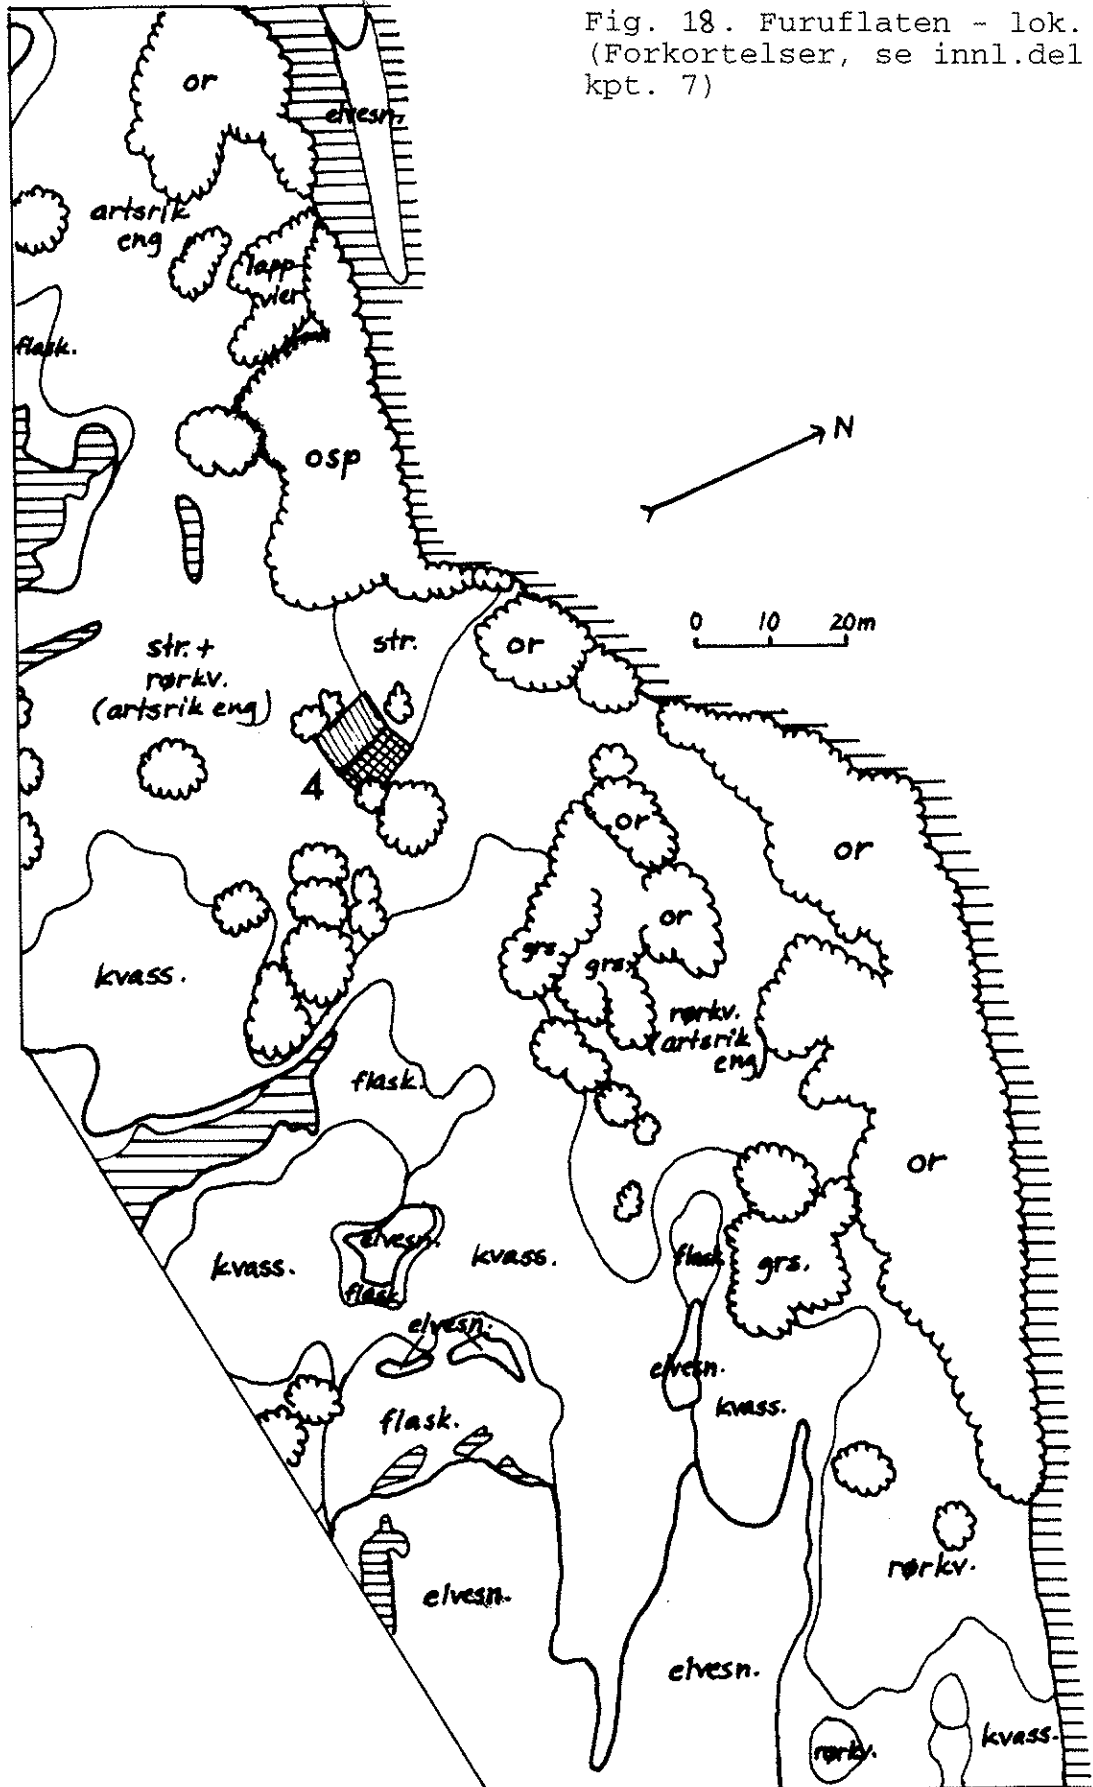 Fig. 18. Furuflaten - lok.
(Forkortelser, se innl.del
kpt. 7)
or
elvesn.
artsrik
eng
lapp-
vier
flask.
osp
N
0 10 20m
str.
or
str. +
rørkv.
(artsrik eng)
4
or
or
or
grs.
grs.
kvass.
rørkv.
(artsrik
eng)
flask.
or
elvesn.
kvass.
kvass.
flask.
grs.
flask.
elvesn.
elvesn.
kvass.
flask.
rørkv.
elvesn.
elvesn.
rørkv.
kvass.